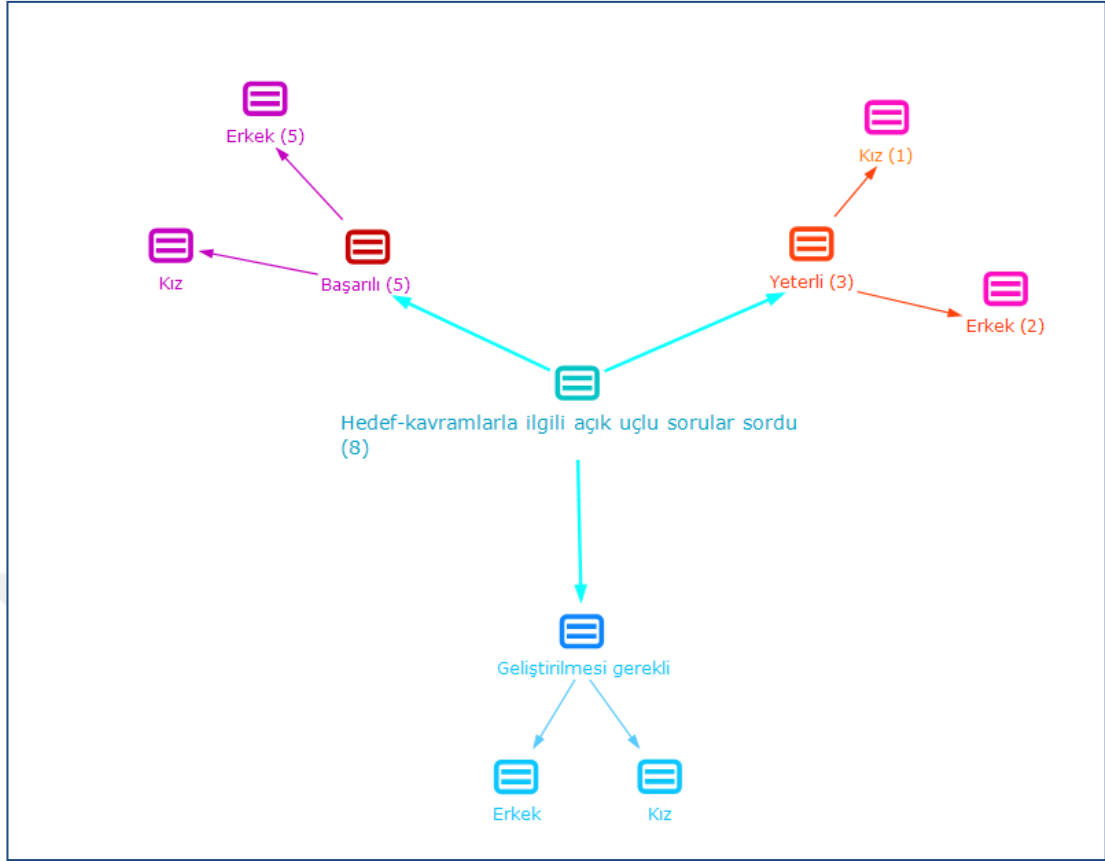 Erkek (5)
Kız (1)
Kız
Başarılı (5)
Yeterli (3)
Erkek (2)
Hedef-kavramlarla ilgili açık uçlu sorular sordu
(8)
Geliştirilmesi gerekli
Erkek
Kız